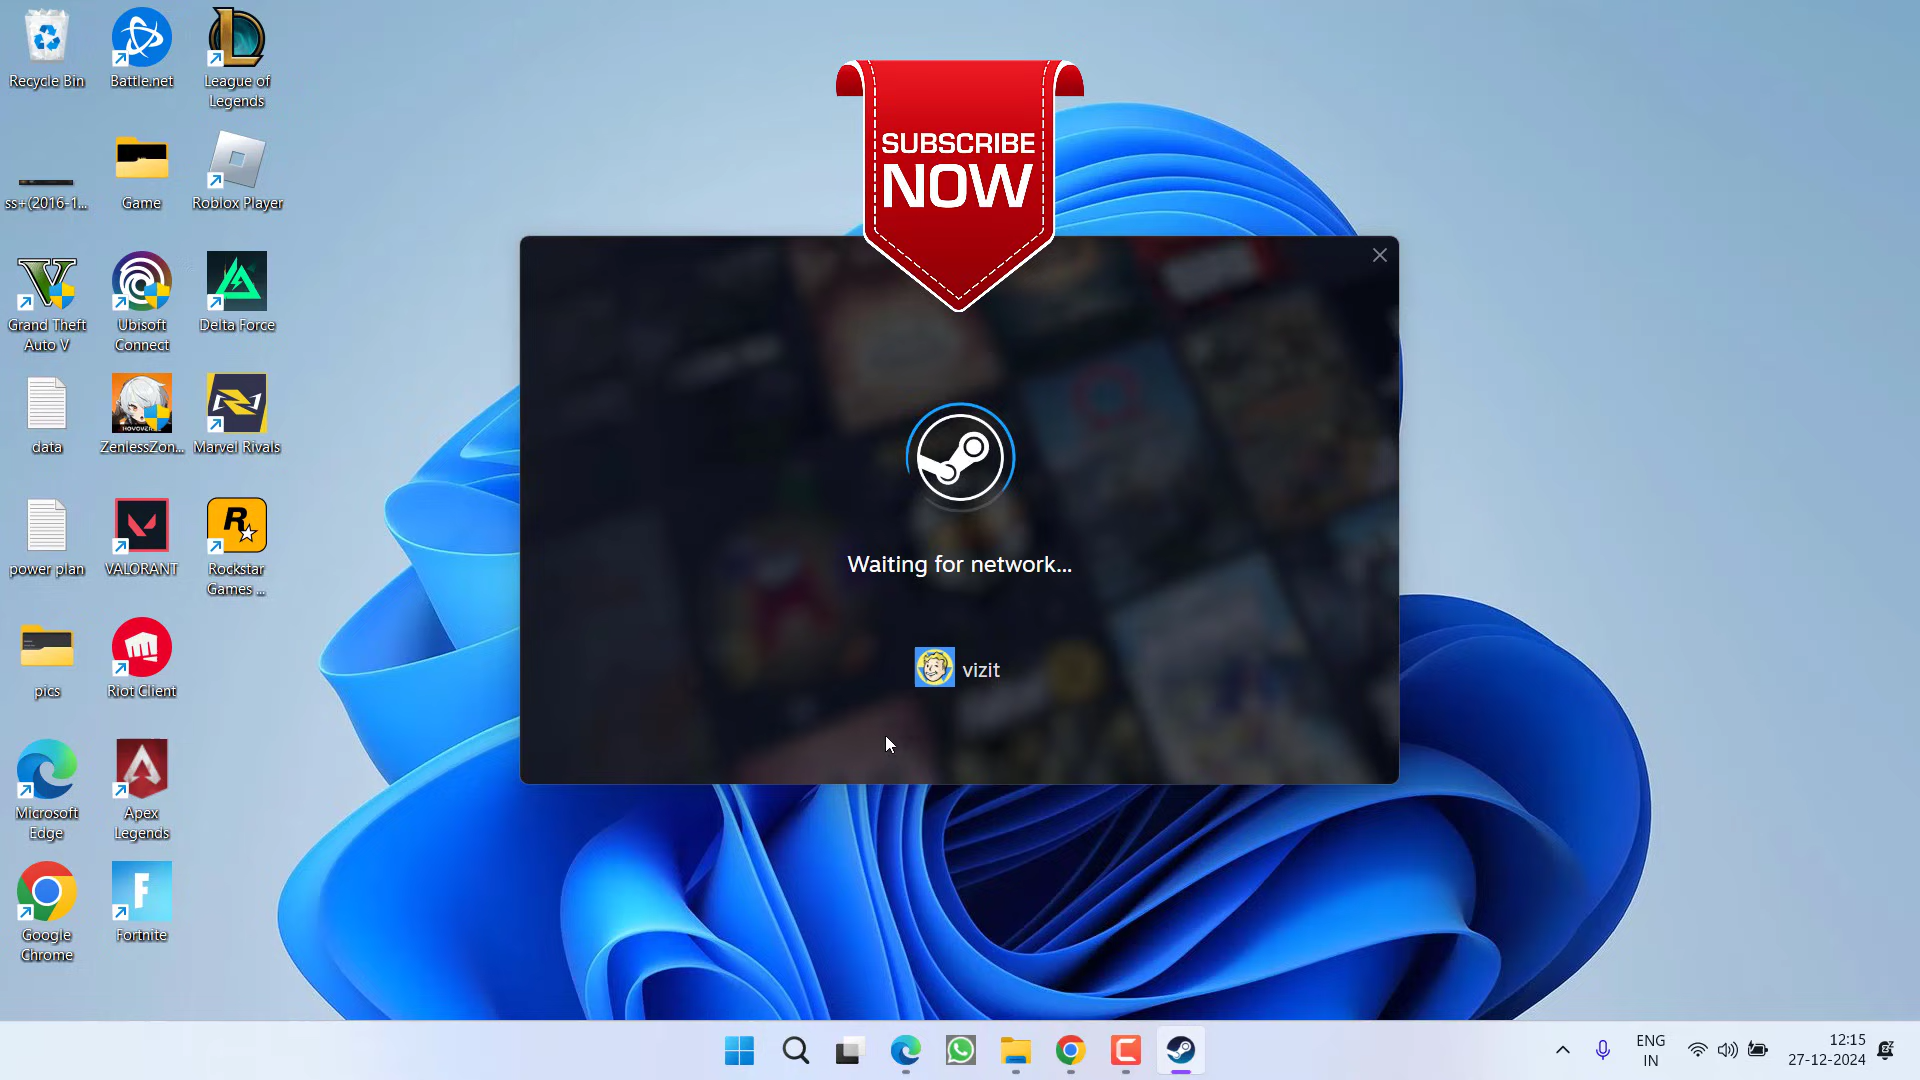 Recycle Bin
Battle.net
League of
Legends
ss+(2016-1...
Game
Roblox Player
Grand Theft
Auto V
Ubisoft
Connect
Delta Force
data
ZenlessZon...
Marvel Rivals
power plan
VALORANT
Rockstar
Games ...
pics
Riot Client
Microsoft
Edge
Apex
Legends
Google
Chrome
Fortnite
SUBSCRIBE
NOW
Waiting for network...
vizit
ENG
IN
12:15
27-12-2024